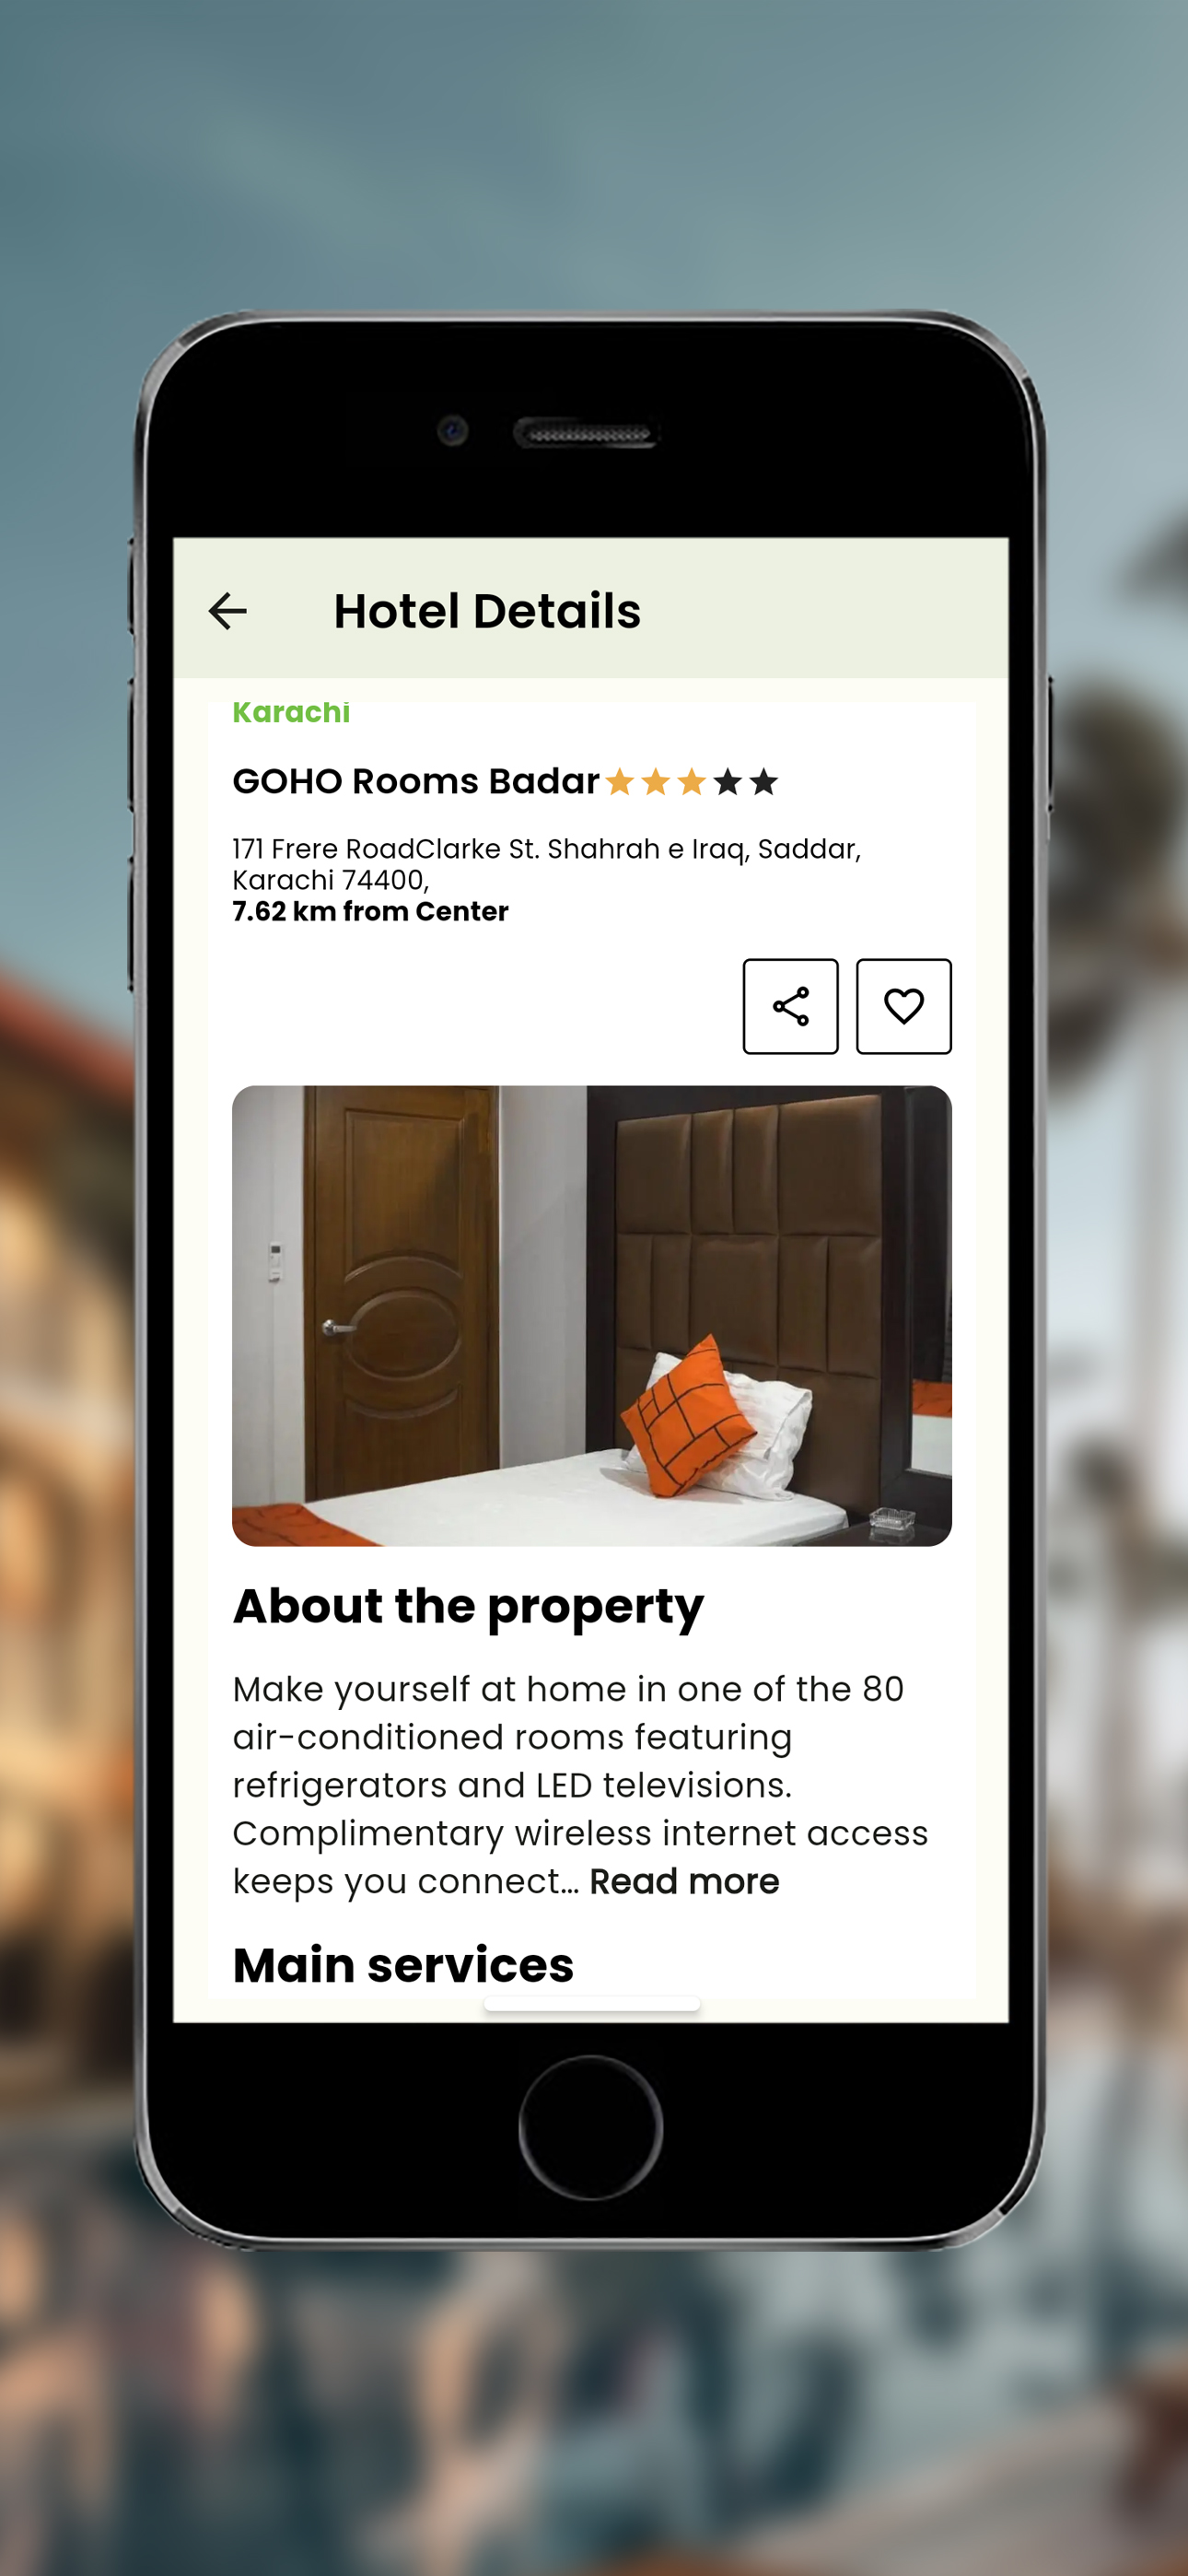 Hotel Details
Karachi
GOHO Rooms Badar
171 Frere RoadClarke St. Shahrah e Iraq, Saddar,
Karachi 74400,
7.62 km from Center
About the property
Make yourself at home in one of the 80
air-conditioned rooms featuring
refrigerators and LED televisions.
Complimentary wireless internet access
keeps you connect... Read more
Main services